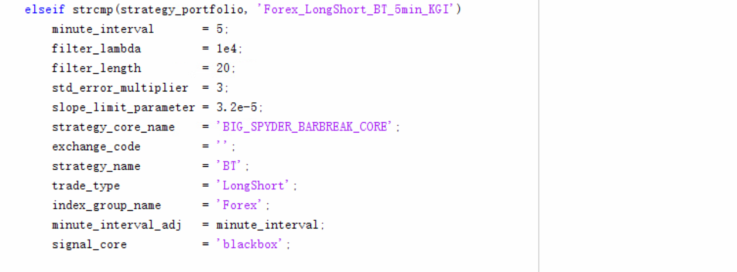 elseif strcmp(strategy_portfolio, 'Forex_LongShort_BT_5min_KGI')
minute_interval = 5;
filter_lambda = 1e4;
filter_length = 20;
std_error_multiplier = 3;
slope_limit_parameter = 3.2e-5;
strategy_core_name = 'BIG_SPYDER_BARBREAK_CORE';
exchange_code = '';
strategy_name = 'BT';
trade_type = 'LongShort';
index_group_name = 'Forex';
minute_interval_adj = minute_interval;
signal_core = 'blackbox';